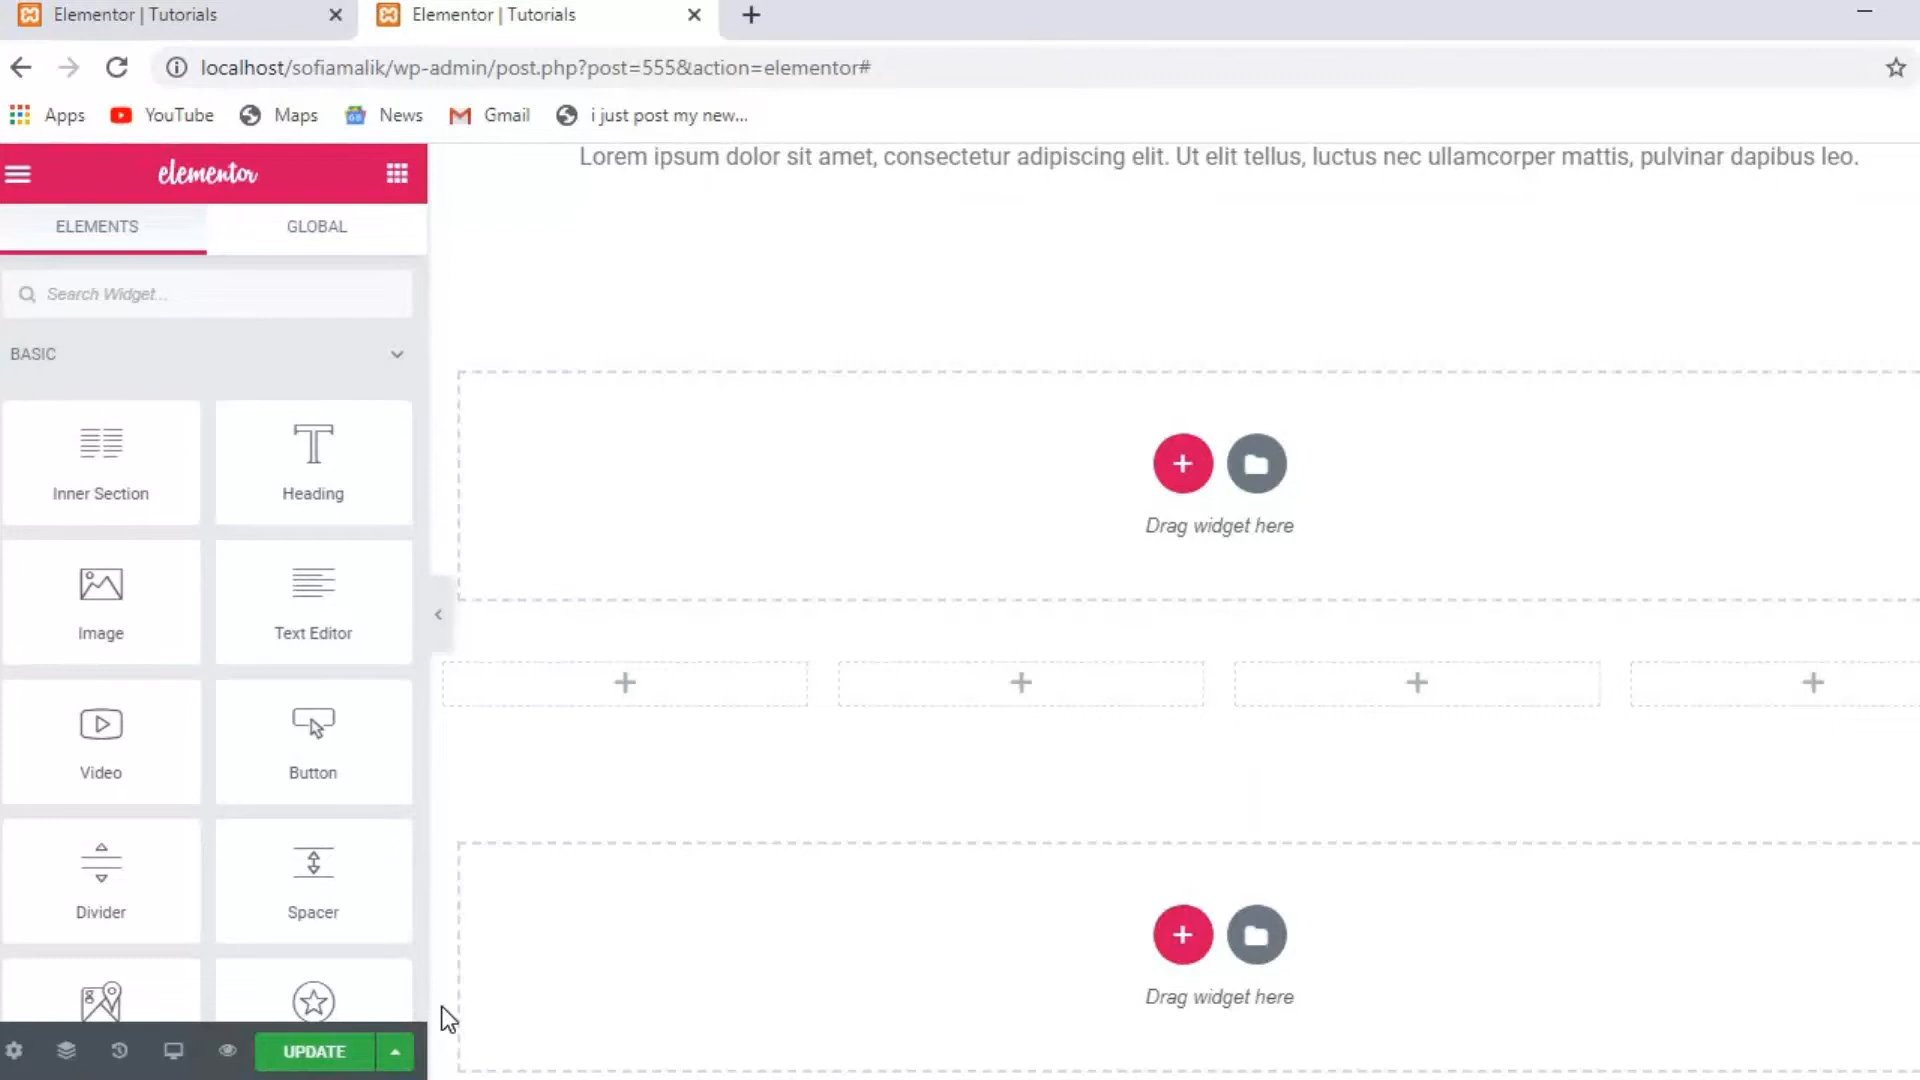 Elementor | Tutorials
Elementor | Tutorials
localhost/sofiamalik/wp-admin/post.php?post=555&action=elementor#
Apps
YouTube
Maps
News
Gmail
i just post my new...
elementor
ELEMENTS
GLOBAL
Search Widget...
BASIC
Inner Section
Heading
Image
Text Editor
Video
Button
Divider
Spacer
UPDATE
Lorem ipsum dolor sit amet, consectetur adipiscing elit. Ut elit tellus, luctus nec ullamcorper mattis, pulvinar dapibus leo.
Drag widget here
Drag widget here